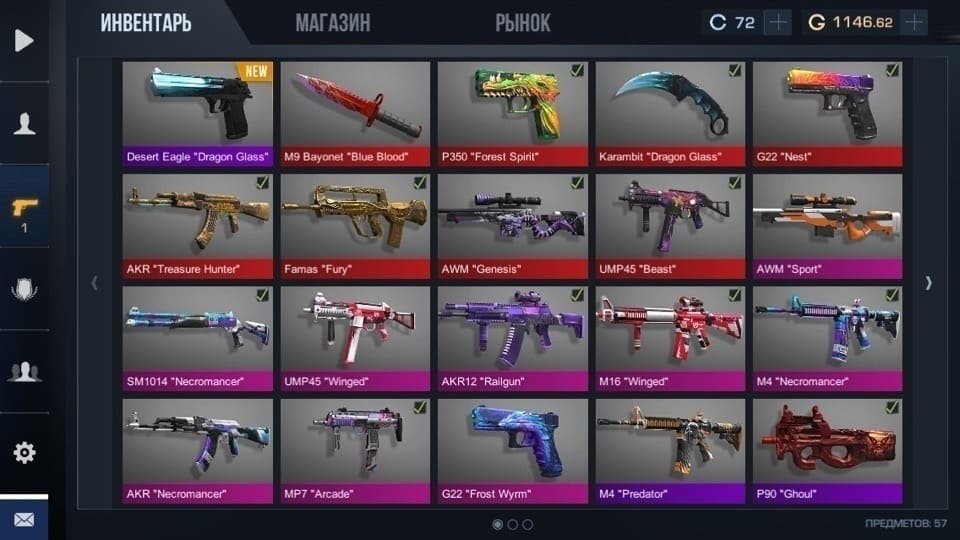 ИНВЕНТАРЬ МАГАЗИН РЫНОК C 72 + G 1146.62 +
NEW
Desert Eagle "Dragon Glass" M9 Bayonet "Blue Blood" P350 "Forest Spirit" Karambit "Dragon Glass" G22 "Nest"
1
AKR "Treasure Hunter" Famas "Fury" AWM "Genesis" UMP45 "Beast" AWM "Sport"
SM1014 "Necromancer" UMP45 "Winged" AKR12 "Railgun" M16 "Winged" M4 "Necromancer"
AKR "Necromancer" MP7 "Arcade" G22 "Frost Wyrm" M4 "Predator" P90 "Ghoul"
ПРЕДМЕТОВ: 57